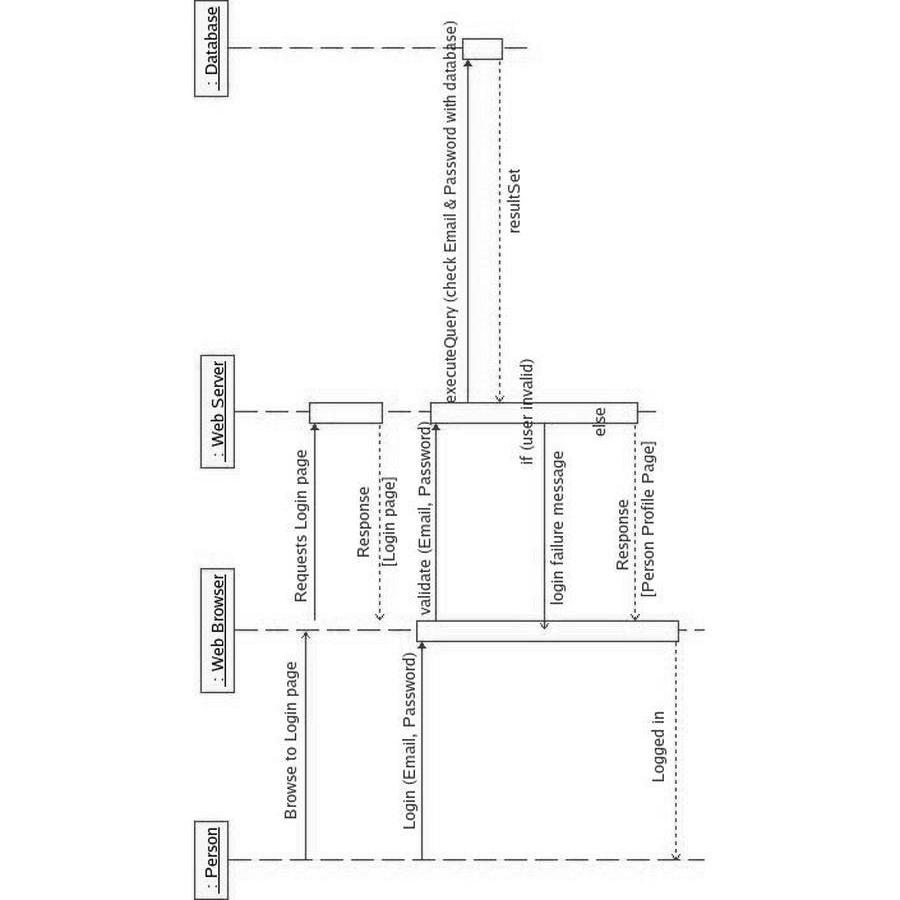 : Person
: Web Browser
: Web Server
: Database
Browse to Login page
Requests Login page
Response
[Login page]
Login (Email, Password)
validate (Email, Password)
executeQuery (check Email & Password with database)
resultSet
if (user invalid)
login failure message
else
Response
[Person Profile Page]
Logged in